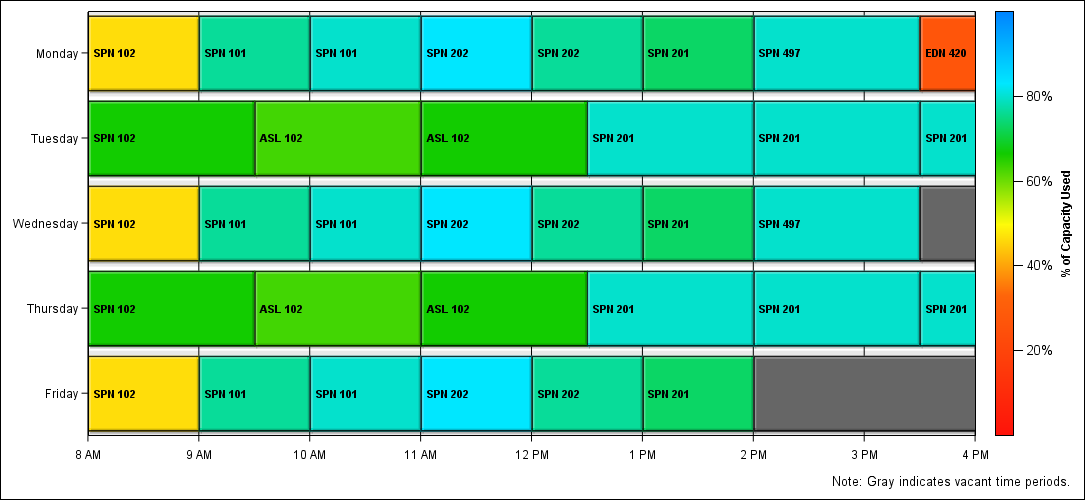 Monday SPN 102 SPN 101 SPN 101 SPN 202 SPN 202 SPN 201 SPN 497 EDN 420
Tuesday SPN 102 ASL 102 ASL 102 SPN 201 SPN 201 SPN 201
Wednesday SPN 102 SPN 101 SPN 101 SPN 202 SPN 202 SPN 201 SPN 497
Thursday SPN 102 ASL 102 ASL 102 SPN 201 SPN 201 SPN 201
Friday SPN 102 SPN 101 SPN 101 SPN 202 SPN 202 SPN 201
8 AM 9 AM 10 AM 11 AM 12 PM 1 PM 2 PM 3 PM 4 PM
80%
60%
40%
20%
% of Capacity Used
Note: Gray indicates vacant time periods.